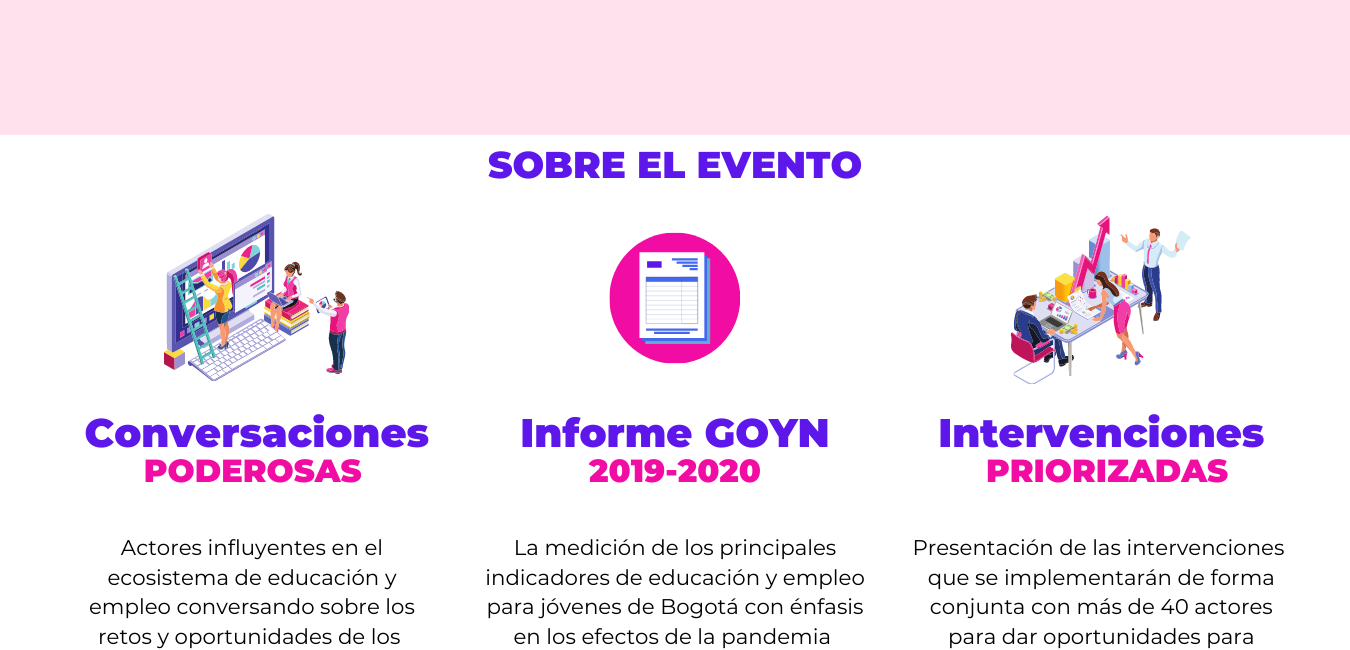 SOBRE EL EVENTO
Conversaciones
PODEROSAS
Actores influyentes en el
ecosistema de educación y
empleo conversando sobre los
retos y oportunidades de los
Informe GOYN
2019-2020
La medición de los principales
indicadores de educación y empleo
para jóvenes de Bogotá con énfasis
en los efectos de la pandemia
Intervenciones
PRIORIZADAS
Presentación de las intervenciones
que se implementarán de forma
conjunta con más de 40 actores
para dar oportunidades para